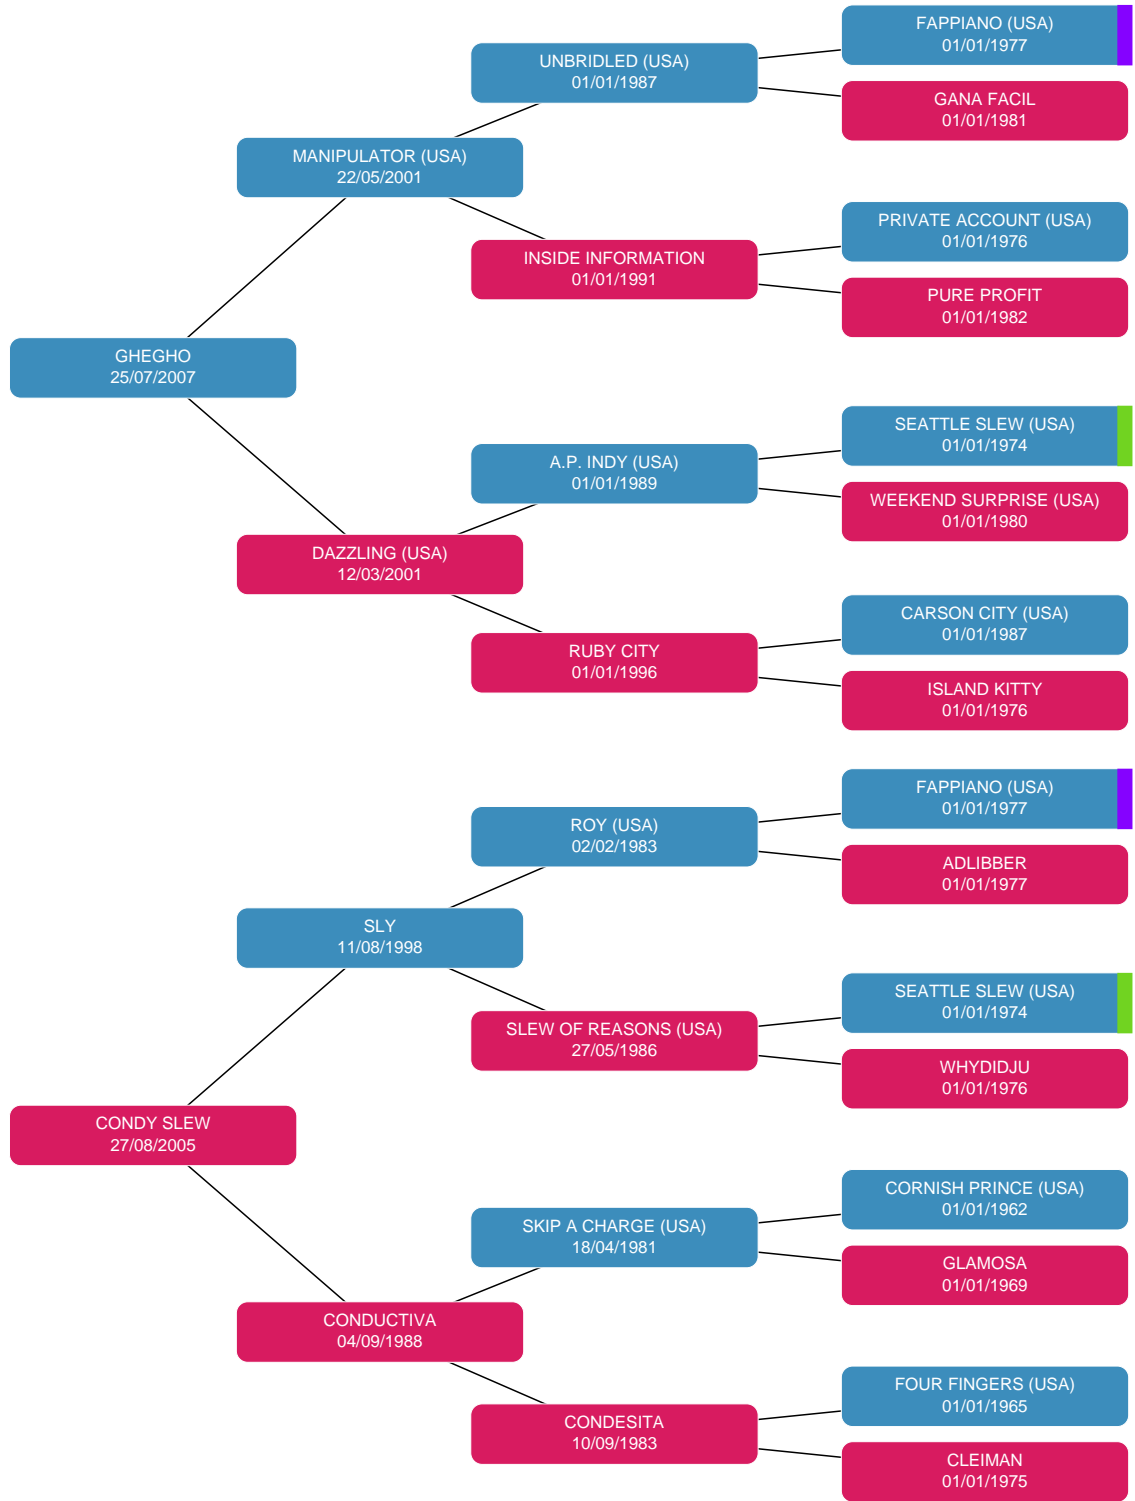 FAPPIANO (USA)
01/01/1977
UNBRIDLED (USA)
01/01/1987
GANA FACIL
01/01/1981
MANIPULATOR (USA)
22/05/2001
PRIVATE ACCOUNT (USA)
01/01/1976
INSIDE INFORMATION
01/01/1991
PURE PROFIT
01/01/1982
GHEGHO
25/07/2007
SEATTLE SLEW (USA)
01/01/1974
A.P. INDY (USA)
01/01/1989
WEEKEND SURPRISE (USA)
01/01/1980
DAZZLING (USA)
12/03/2001
CARSON CITY (USA)
01/01/1987
RUBY CITY
01/01/1996
ISLAND KITTY
01/01/1976
FAPPIANO (USA)
01/01/1977
ROY (USA)
02/02/1983
ADLIBBER
01/01/1977
SLY
11/08/1998
SEATTLE SLEW (USA)
01/01/1974
SLEW OF REASONS (USA)
27/05/1986
WHYDIDJU
01/01/1976
CONDY SLEW
27/08/2005
CORNISH PRINCE (USA)
01/01/1962
SKIP A CHARGE (USA)
18/04/1981
GLAMOSA
01/01/1969
CONDUCTIVA
04/09/1988
FOUR FINGERS (USA)
01/01/1965
CONDESITA
10/09/1983
CLEIMAN
01/01/1975